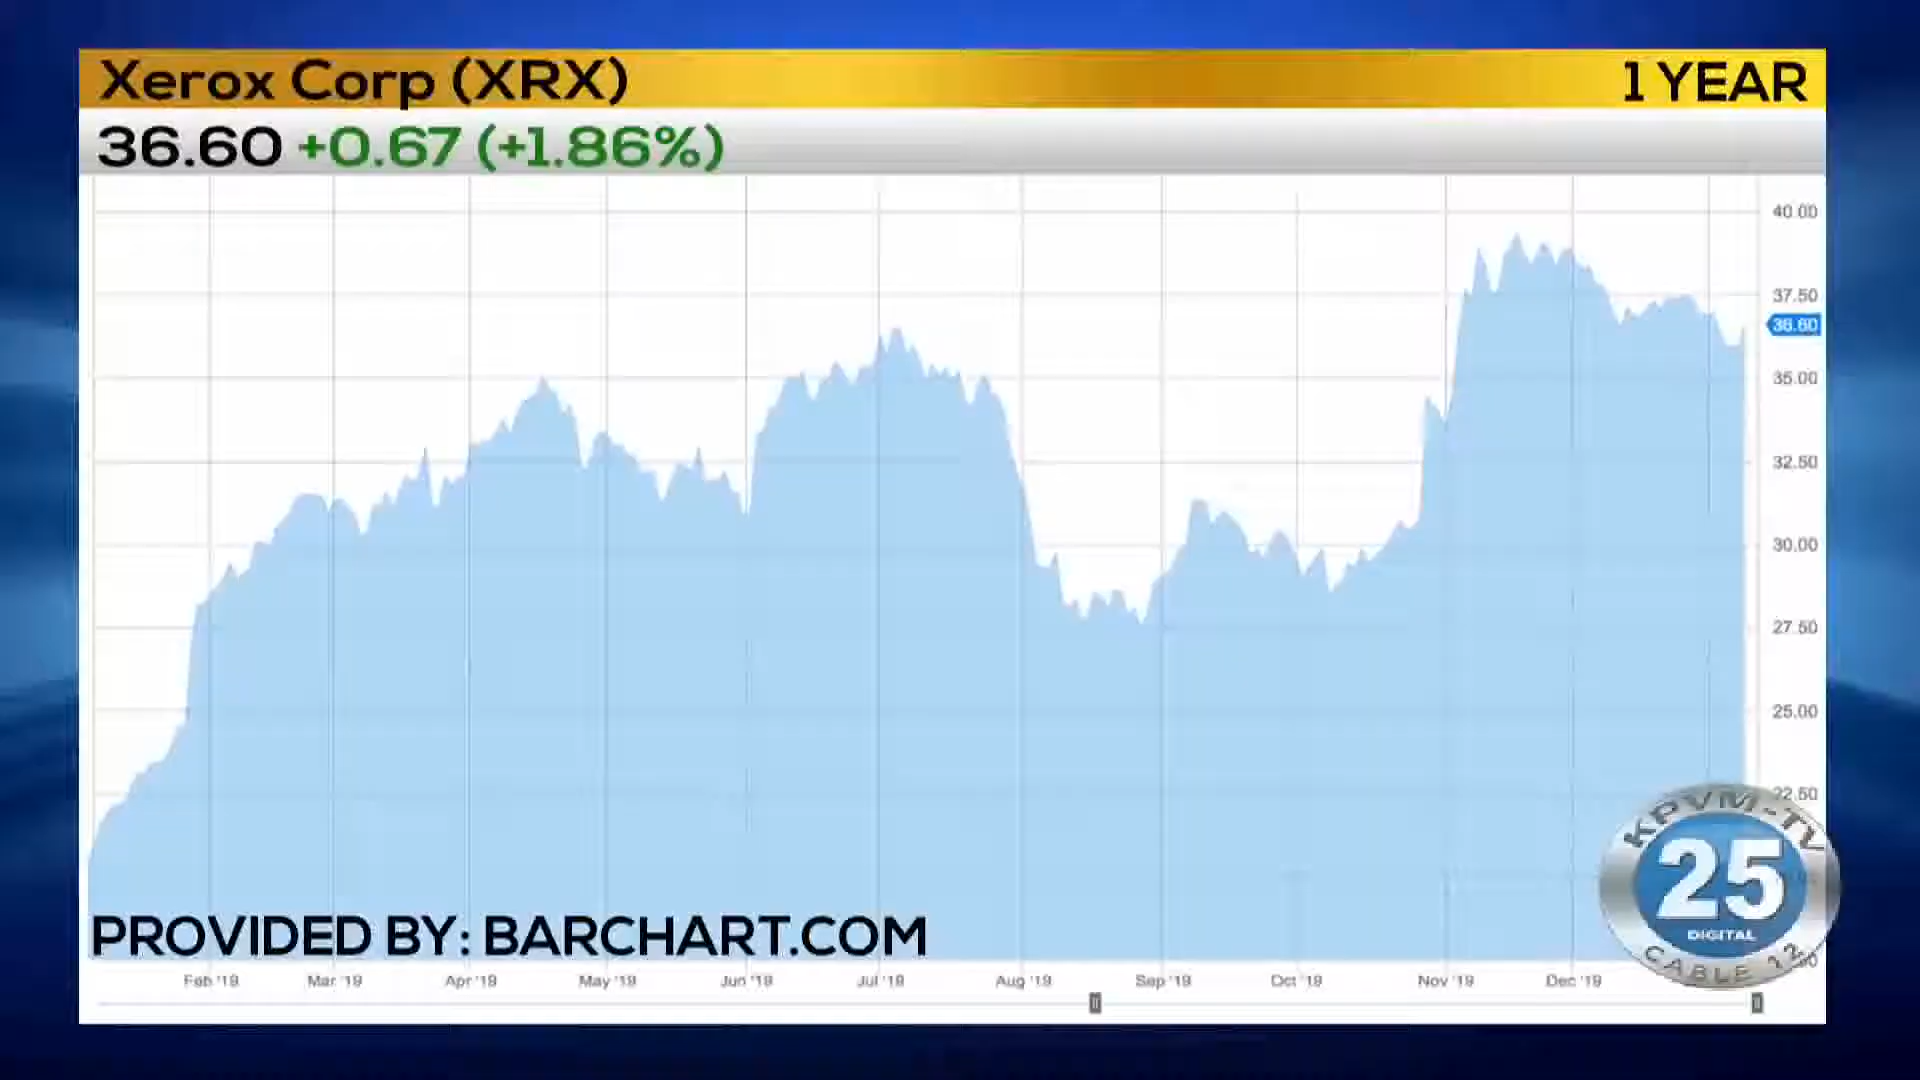 Xerox Corp (XRX)
1 YEAR
36.60 +0.67 (+1.86%)
40.00
37.50
36.60
35.00
32.50
30.00
27.50
25.00
22.50
KPVM-TV
25
DIGITAL
CABLE 12
PROVIDED BY: BARCHART.COM
Feb '19
Mar '19
Apr '19
May '19
Jun '19
Jul '19
Aug '19
Sep '19
Oct '19
Nov '19
Dec '19